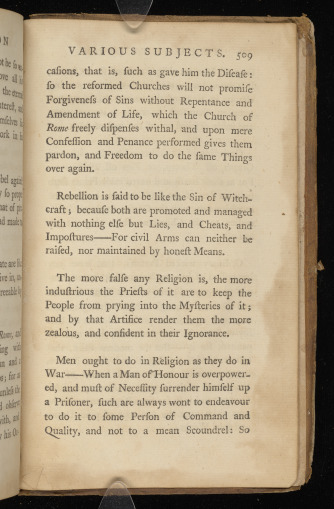 VARIOUS SUBJECTS. 509
caſions, that is, ſuch as gave him the Diſeaſe:
ſo the reformed Churches will not promiſe
Forgiveneſs of Sins without Repentance and
Amendment of Life, which the Church of
Rome freely diſpenſes withal, and upon mere
Confeſſion and Penance performed gives them
pardon, and Freedom to do the ſame Things
over again.
Rebellion is ſaid to be like the Sin of Witch-
craft; becauſe both are promoted and managed
with nothing elſe but Lies, and Cheats, and
Impoſtures——For civil Arms can neither be
raiſed, nor maintained by honeſt Means.
The more falſe any Religion is, the more
induſtrious the Prieſts of it are to keep the
People from prying into the Myſteries of it;
and by that Artifice render them the more
zealous, and confident in their Ignorance.
Men ought to do in Religion as they do in
War——When a Man of Honour is overpower-
ed, and muſt of Neceſſity ſurrender himſelf up
a Priſoner, ſuch are always wont to endeavour
to do it to ſome Perſon of Command and
Quality, and not to a mean Scoundrel: So